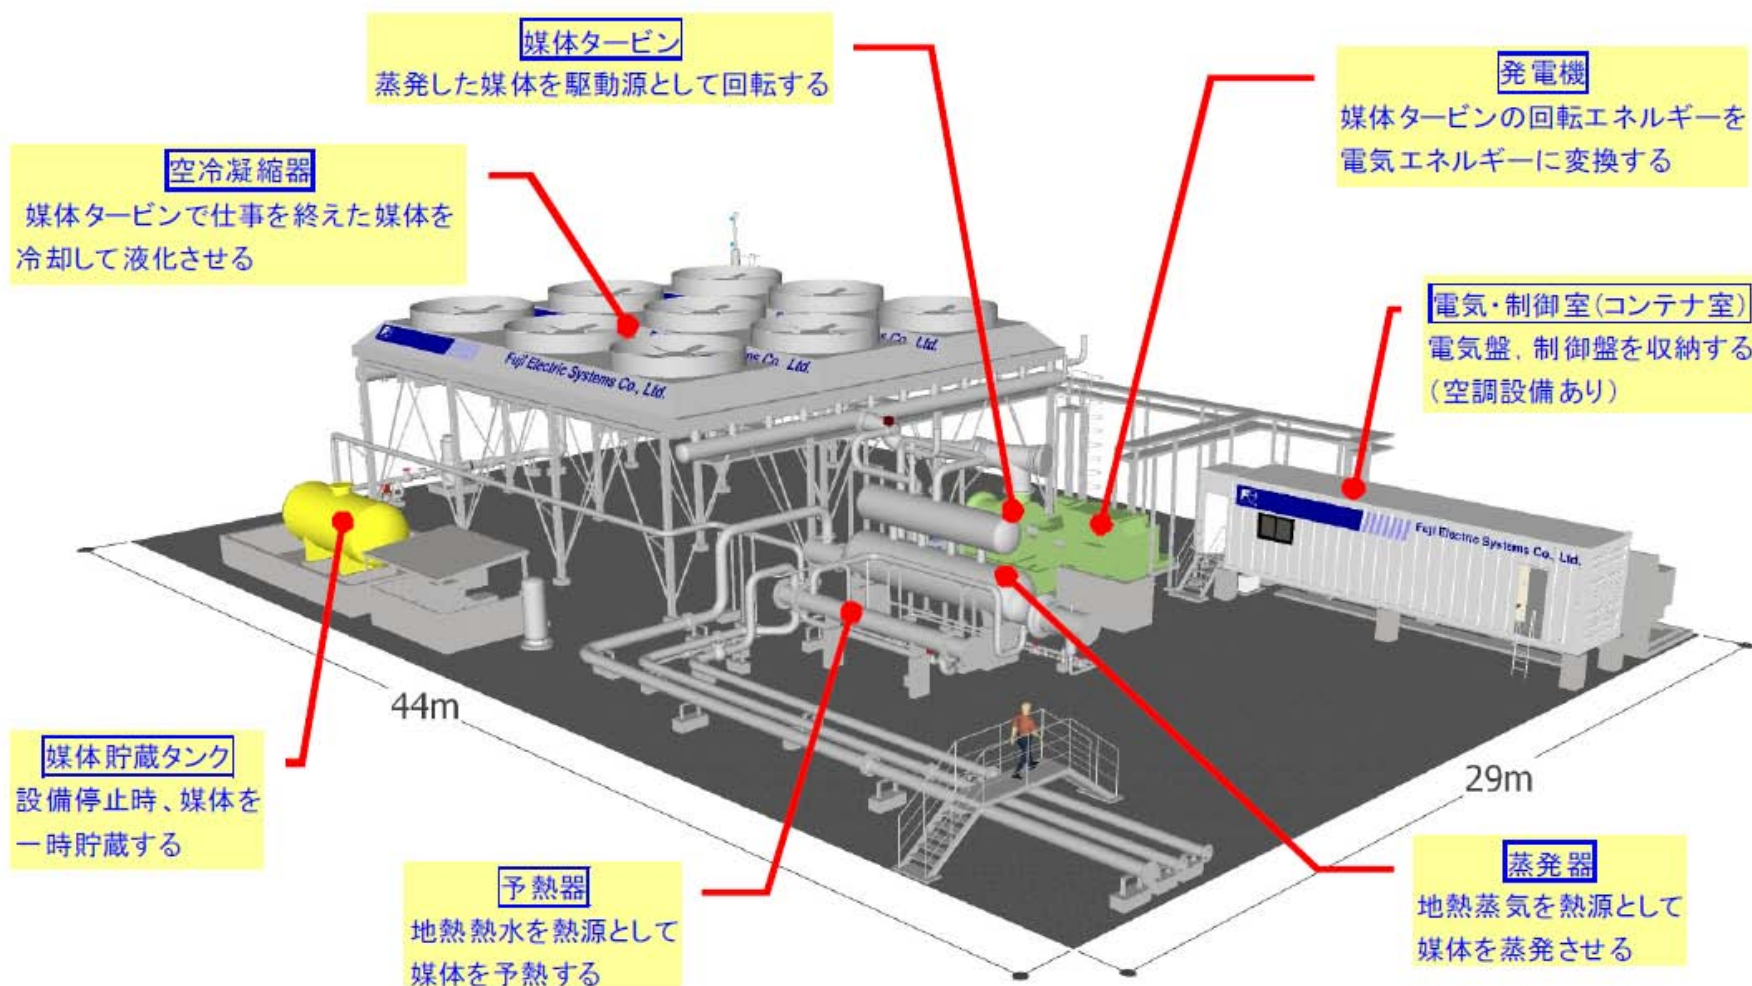 媒体タービン
蒸発した媒体を駆動源として回転する
発電機
媒体タービンの回転エネルギーを
電気エネルギーに変換する
空冷凝縮器
媒体タービンで仕事を終えた媒体を
冷却して液化させる
電気・制御室(コンテナ室)
電気盤, 制御盤を収納する
(空調設備あり)
Fuji Electric Systems Co., Ltd.
s Co., Ltd.
ms Co., Ltd.
Fuji Electric Systems Co., Ltd.
44m
29m
媒体貯蔵タンク
設備停止時、媒体を
一時貯蔵する
予熱器
地熱熱水を熱源として
媒体を予熱する
蒸発器
地熱蒸気を熱源として
媒体を蒸発させる